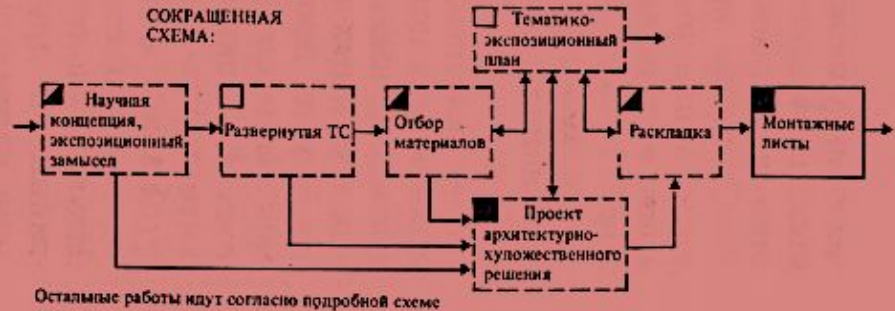 СОКРАЩЕННАЯ
СХЕМА:
Тематико-
экспозиционный
план
Научная
концепция,
экспозиционный
замысел
Развернутая ТС
Отбор
материалов
Раскладка
Монтажные
листы
Проект
архитектурно-
художественного
решения
Остальные работы идут согласно подробной схеме